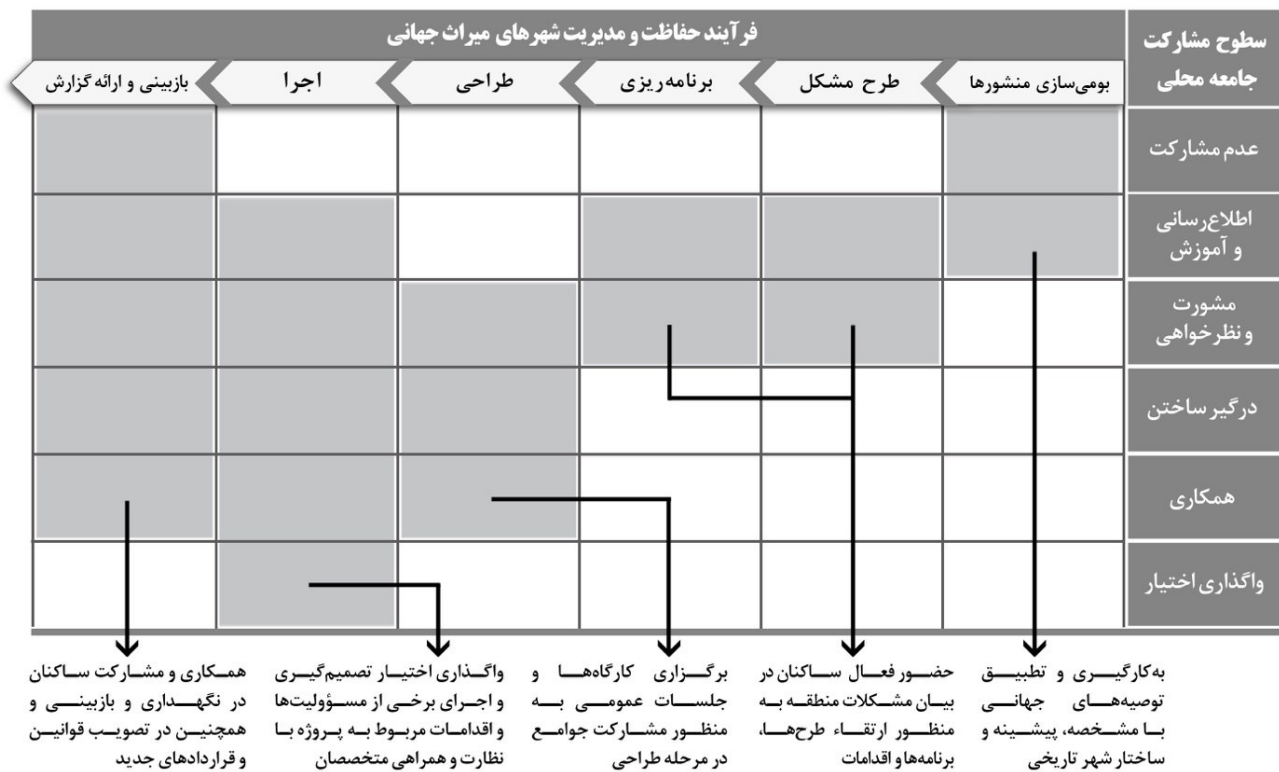 فرآیند حفاظت و مدیریت شهرهای میراث جهانی
سطوح مشارکت
جامعه محلی
بومی‌سازی منشورها
طرح مشکل
برنامه‌ریزی
طراحی
اجرا
بازبینی و ارائه گزارش
عدم مشارکت
اطلاع‌رسانی
و آموزش
مشورت
و نظرخواهی
درگیر ساختن
همکاری
واگذاری اختیار
به‌کارگیری و تطبیق
توصیه‌های جهانی
با مشخصه، پیشینه و
ساختار شهر تاریخی
حضور فعال ساکنان در
بیان مشکلات منطقه به
منظور ارتقاء طرح‌ها،
برنامه‌ها و اقدامات
برگزاری کارگاه‌ها و
جلسات عمومی به
منظور مشارکت جوامع
در مرحله طراحی
واگذاری اختیار تصمیم‌گیری
و اجرای برخی از مسؤولیت‌ها
و اقدامات مربوط به پروژه با
نظارت و همراهی متخصصان
همکاری و مشارکت ساکنان
در نگهداری و بازبینی و
همچنین در تصویب قوانین
و قراردادهای جدید